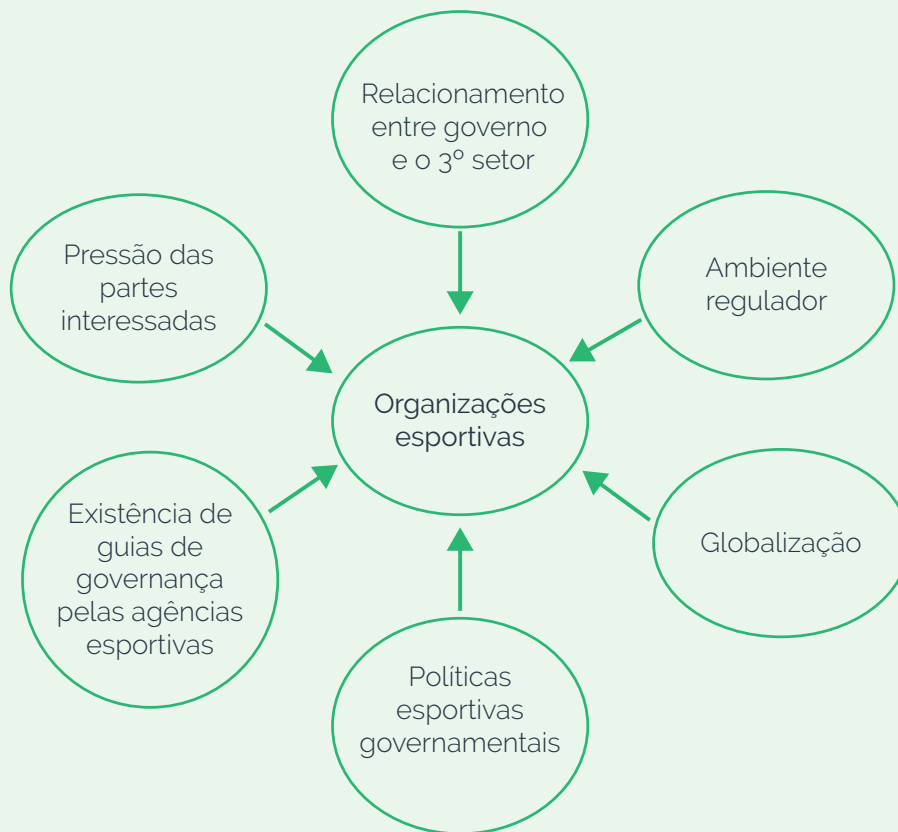 Relacionamento
entre governo
e o 3º setor
Pressão das
partes
interessadas
Ambiente
regulador
Organizações
esportivas
Existência de
guias de
governança
pelas agências
esportivas
Globalização
Políticas
esportivas
governamentais